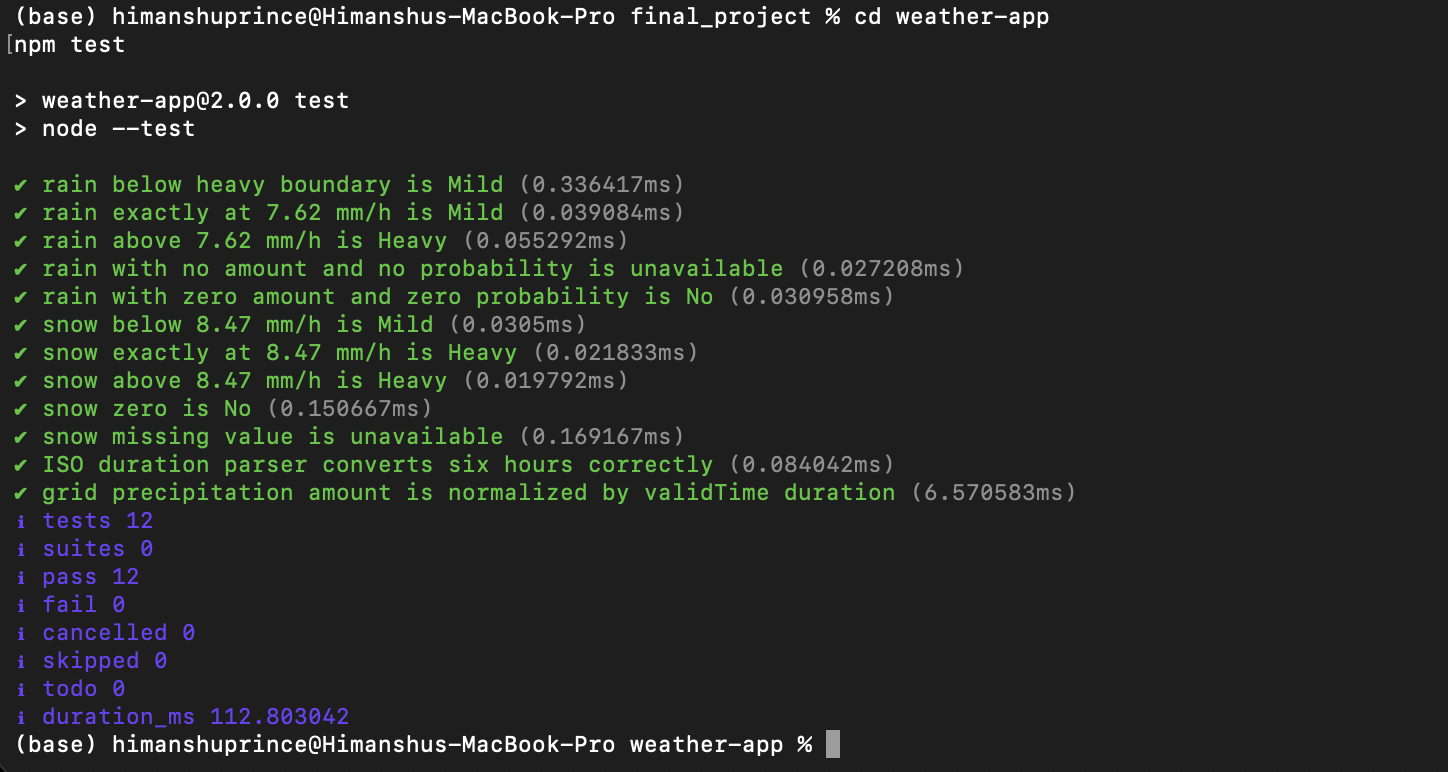 (base) himanshuprince@Himanshus-MacBook-Pro final_project % cd weather-app
[npm test
> weather-app@2.0.0 test
> node --test
✔ rain below heavy boundary is Mild (0.336417ms)
✔ rain exactly at 7.62 mm/h is Mild (0.039084ms)
✔ rain above 7.62 mm/h is Heavy (0.055292ms)
✔ rain with no amount and no probability is unavailable (0.027208ms)
✔ rain with zero amount and zero probability is No (0.030958ms)
✔ snow below 8.47 mm/h is Mild (0.0305ms)
✔ snow exactly at 8.47 mm/h is Heavy (0.021833ms)
✔ snow above 8.47 mm/h is Heavy (0.019792ms)
✔ snow zero is No (0.150667ms)
✔ snow missing value is unavailable (0.169167ms)
✔ ISO duration parser converts six hours correctly (0.084042ms)
✔ grid precipitation amount is normalized by validTime duration (6.570583ms)
ℹ tests 12
ℹ suites 0
ℹ pass 12
ℹ fail 0
ℹ cancelled 0
ℹ skipped 0
ℹ todo 0
ℹ duration_ms 112.803042
(base) himanshuprince@Himanshus-MacBook-Pro weather-app %